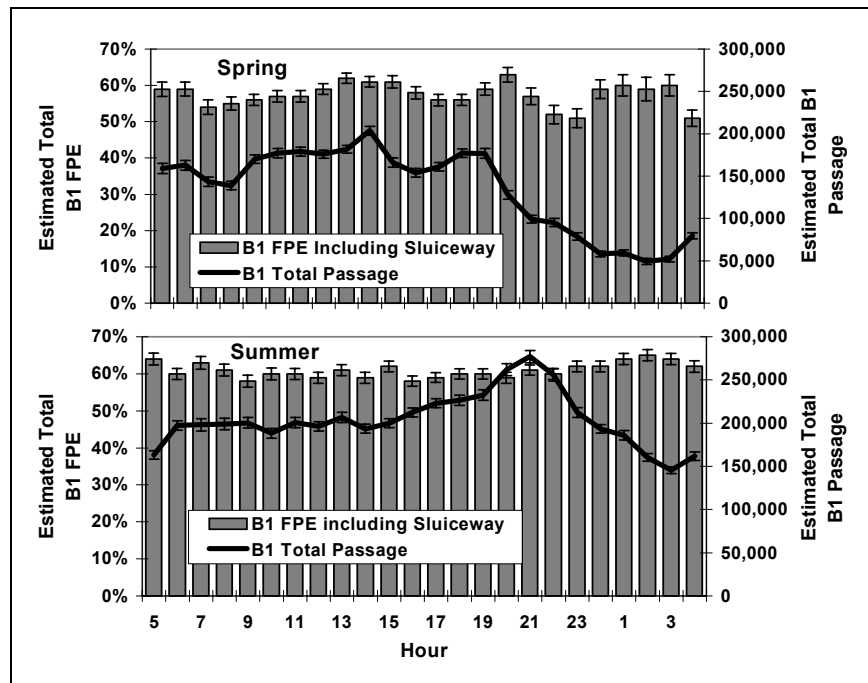 Spring
Estimated Total
B1 FPE
70%
60%
50%
40%
30%
20%
10%
0%
B1 FPE Including Sluiceway
B1 Total Passage
300,000
250,000
200,000
150,000
100,000
50,000
0
Estimated Total B1
Passage
Summer
Estimated Total
B1 FPE
70%
60%
50%
40%
30%
20%
10%
0%
B1 FPE including Sluiceway
B1 Total Passage
300,000
250,000
200,000
150,000
100,000
50,000
0
Estimated Total
B1 Passage
5 7 9 11 13 15 17 19 21 23 1 3
Hour